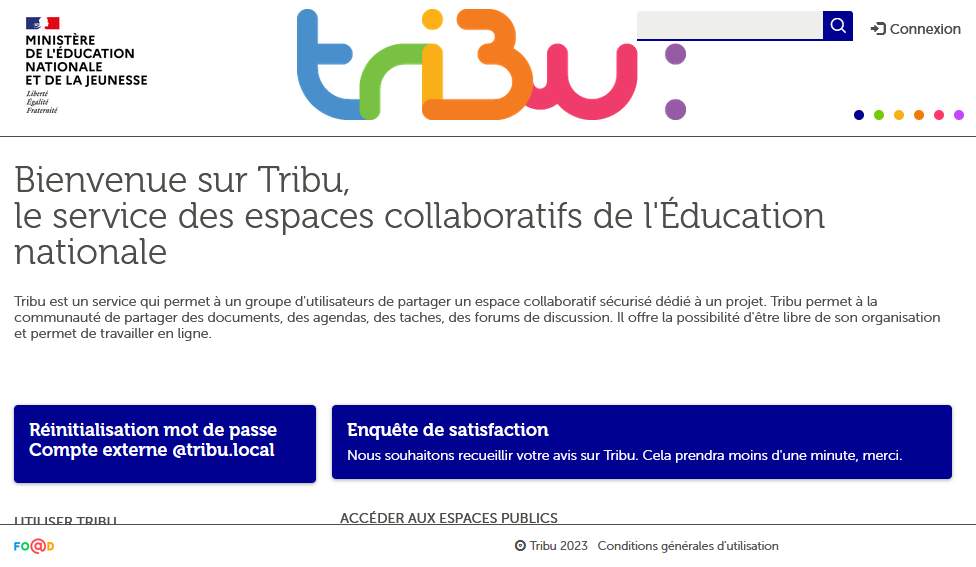 MINISTÈRE
DE L'ÉDUCATION
NATIONALE
ET DE LA JEUNESSE
Liberté
Égalité
Fraternité
tribu
Connexion
Bienvenue sur Tribu,
le service des espaces collaboratifs de l'Éducation
nationale
Tribu est un service qui permet à un groupe d'utilisateurs de partager un espace collaboratif sécurisé dédié à un projet. Tribu permet à la
communauté de partager des documents, des agendas, des taches, des forums de discussion. Il offre la possibilité d'être libre de son organisation
et permet de travailler en ligne.
Réinitialisation mot de passe
Compte externe @tribu.local
Enquête de satisfaction
Nous souhaitons recueillir votre avis sur Tribu. Cela prendra moins d'une minute, merci.
UTILISER TRIBU
ACCÉDER AUX ESPACES PUBLICS
FO@D
Tribu 2023 Conditions générales d'utilisation